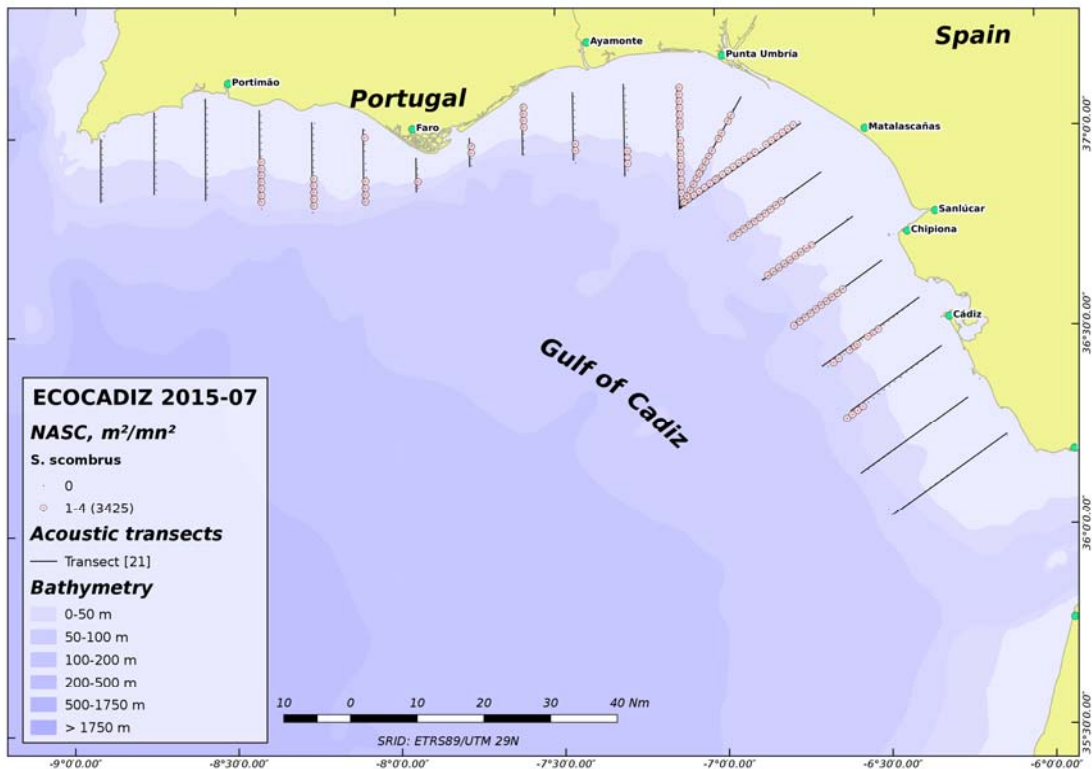 Spain
Ayamonte
Punta Umbría
Portimão
Portugal
Faro
Matalascañas
Sanlúcar
Chipiona
Cádiz
Gulf of Cadiz
37°0'0.00"
36°30'0.00"
36°0'0.00"
35°30'0.00"
ECOCADIZ 2015-07
NASC, m²/mn²
S. scombrus
0
1-4 (3425)
Acoustic transects
Transect [21]
Bathymetry
0-50 m
50-100 m
100-200 m
200-500 m
500-1750 m
> 1750 m
10 0 10 20 30 40 Nm
SRID: ETRS89/UTM 29N
-9°0'0.00" -8°30'0.00" -8°0'0.00" -7°30'0.00" -7°0'0.00" -6°30'0.00" -6°0'0.00"